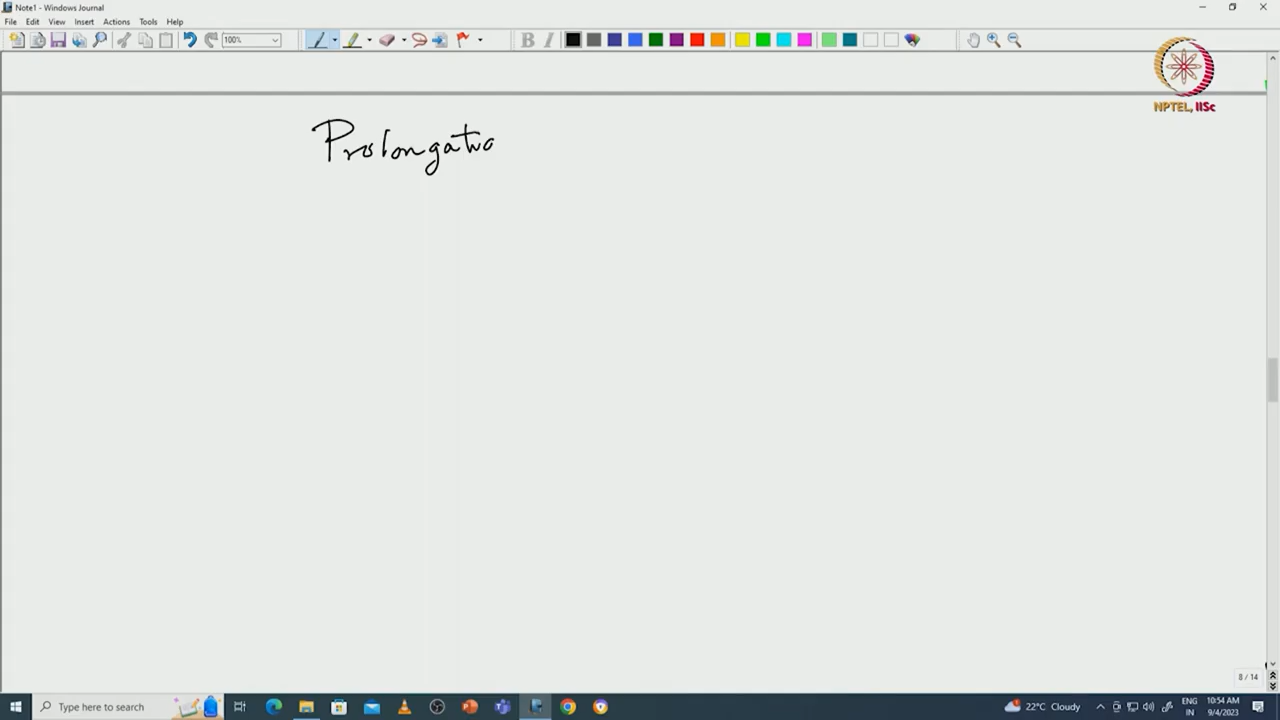 Note1 - Windows Journal
File Edit View Insert Actions Tools Help
100%
B I
NPTEL, IISc
Prolongatio
8 / 14
Type here to search
22°C Cloudy
ENG
IN
10:54 AM
9/4/2023